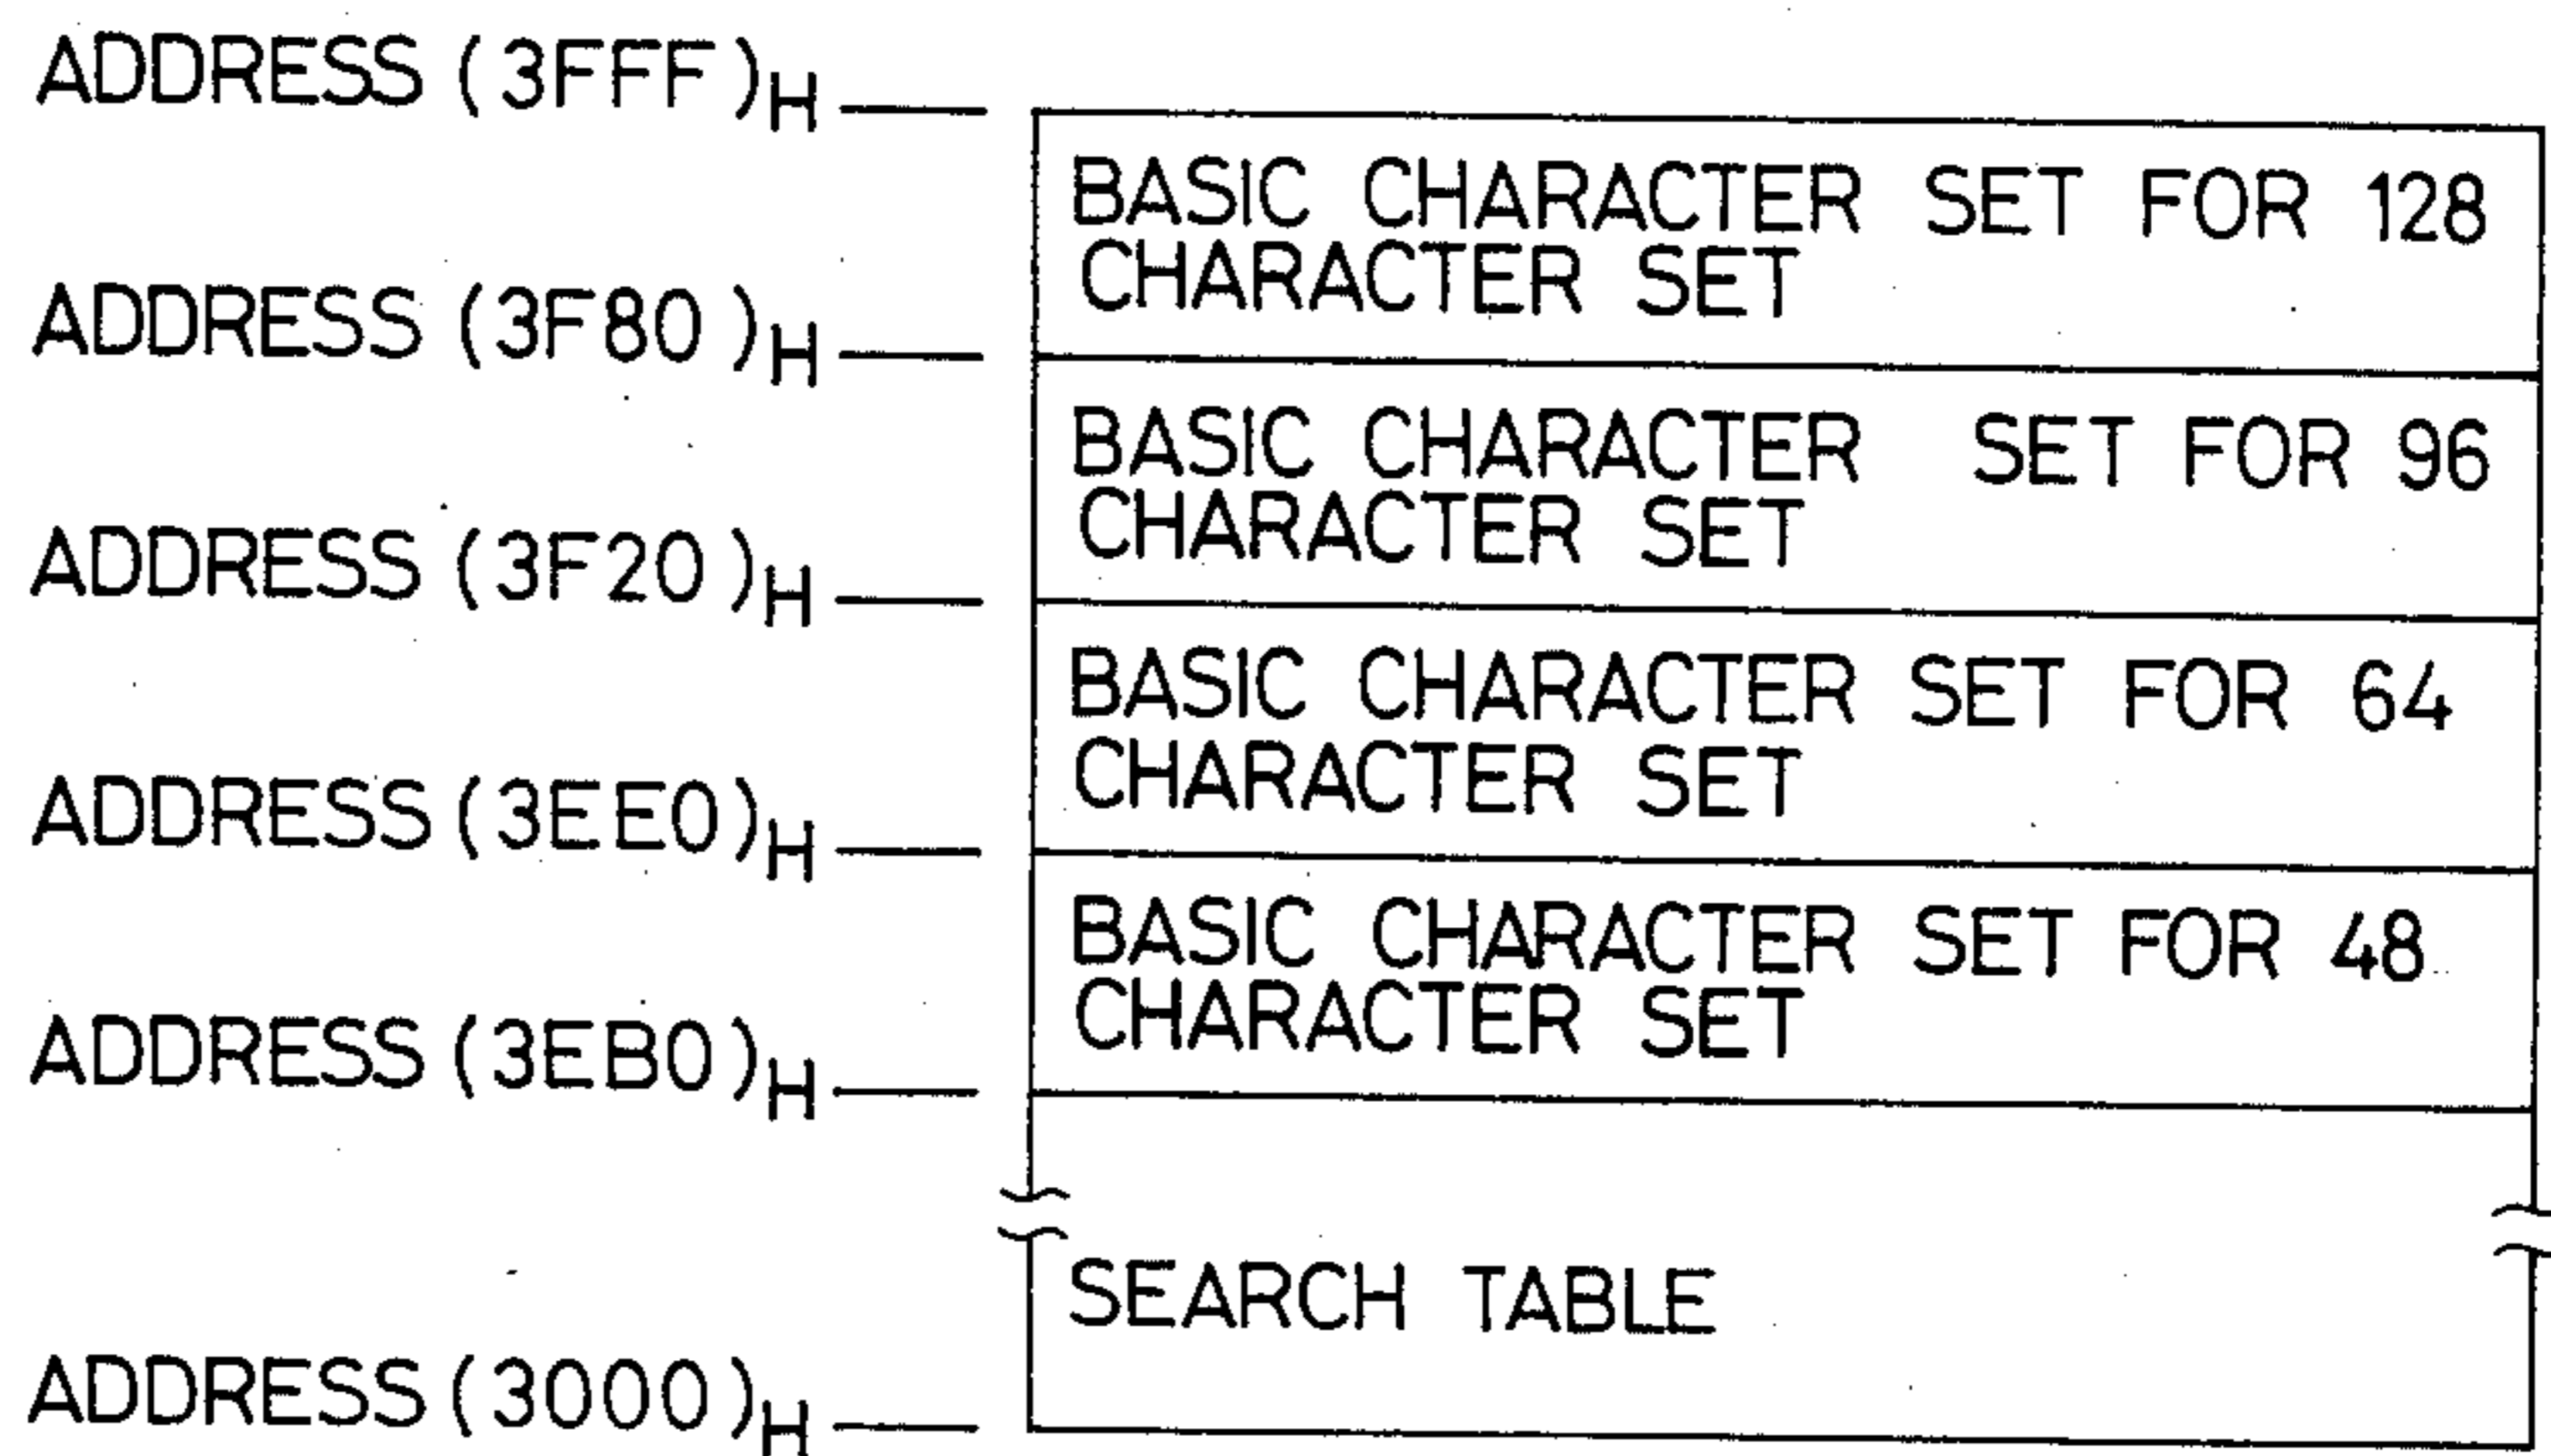 ADDRESS (3FFF)H
BASIC CHARACTER SET FOR 128
CHARACTER SET
ADDRESS (3F80)H
BASIC CHARACTER SET FOR 96
CHARACTER SET
ADDRESS (3F20)H
BASIC CHARACTER SET FOR 64
CHARACTER SET
ADDRESS (3EE0)H
BASIC CHARACTER SET FOR 48
CHARACTER SET
ADDRESS (3EB0)H
SEARCH TABLE
ADDRESS (3000)H